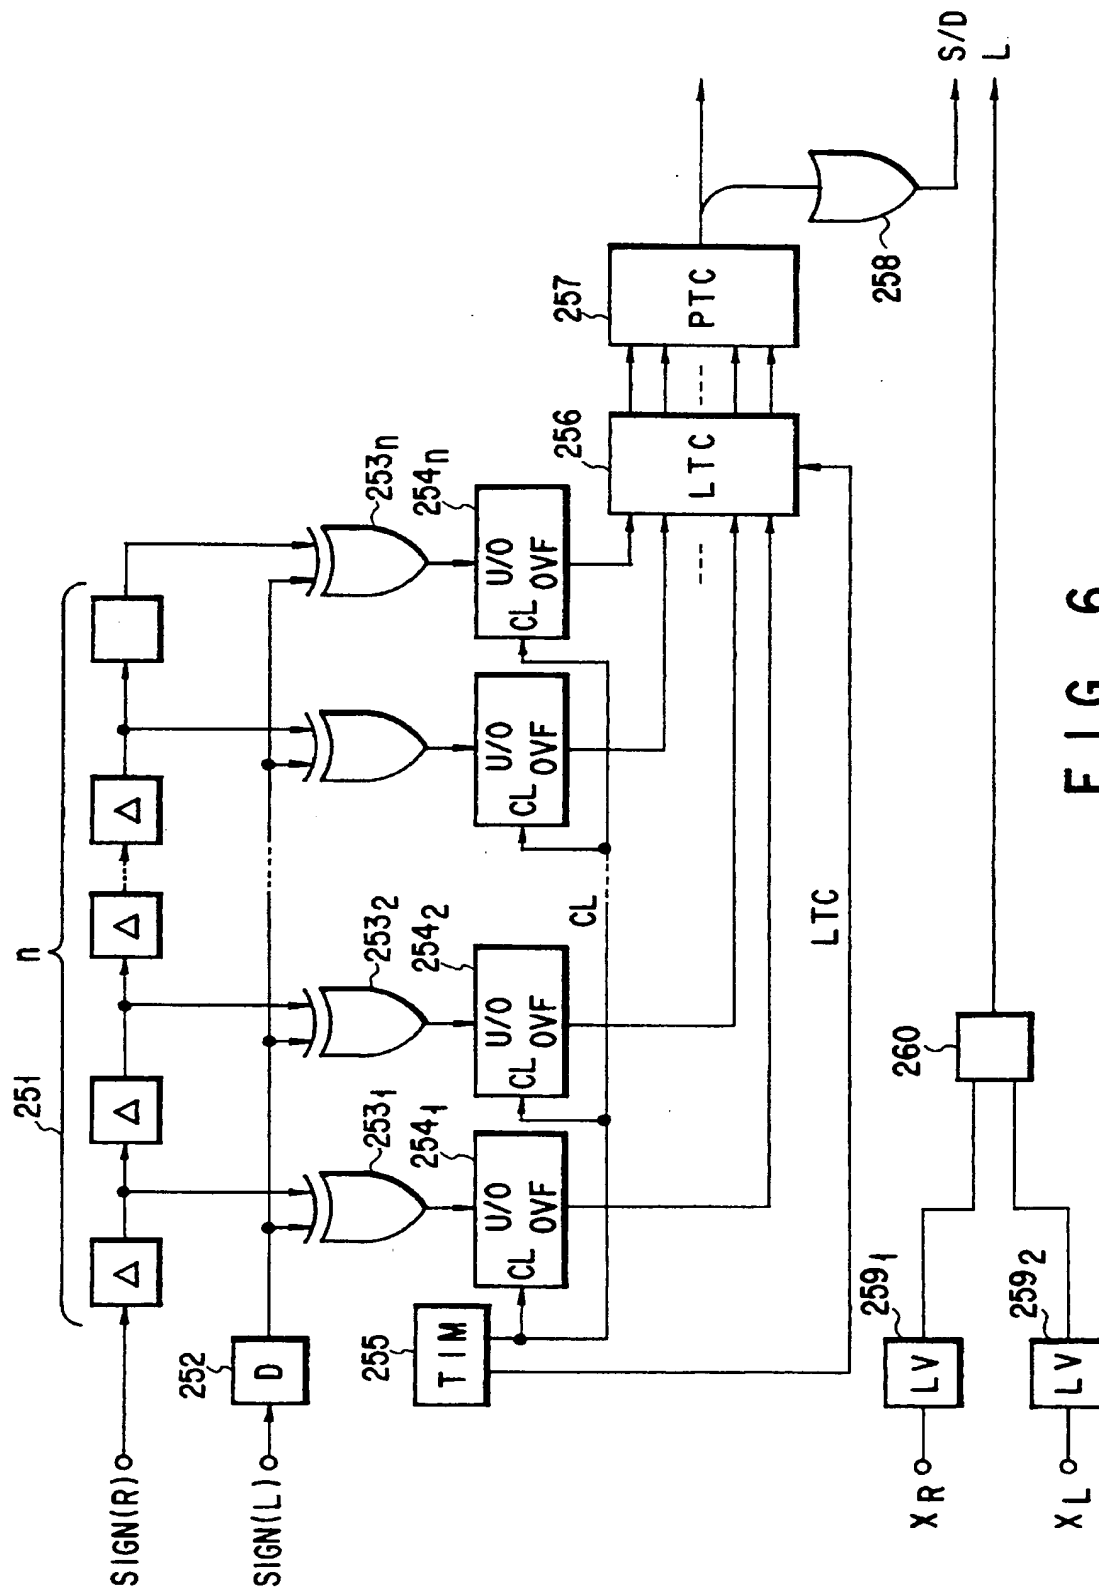 251
n
SIGN(R)
Δ
Δ
Δ
Δ
252
SIGN(L)
D
253₁
253₂
253n
254₁
254₂
254n
U/O
CL OVF
U/O
CL OVF
U/O
CL OVF
U/O
CL OVF
255
TIM
CL
LTC
256
LTC
257
PTC
258
S/D
L
XR
259₁
LV
XL
259₂
LV
260
FIG 6